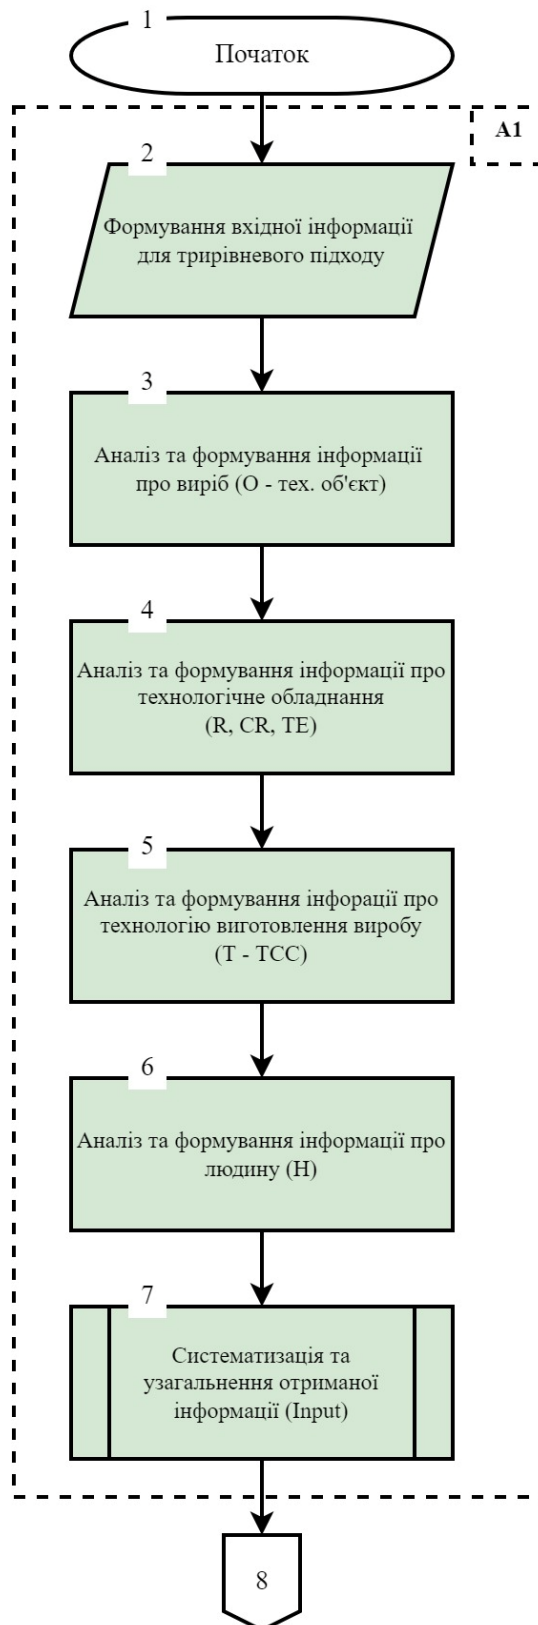 1
Початок
A1
2
Формування вхідної інформації
для трирівневого підходу
3
Аналіз та формування інформації
про виріб (О - тех. об'єкт)
4
Аналіз та формування інформації про
технологічне обладнання
(R, CR, TE)
5
Аналіз та формування інфорації про
технологію виготовлення виробу
(T - TCC)
6
Аналіз та формування інформації про
людину (H)
7
Систематизація та
узагальнення отриманої
інформації (Input)
8